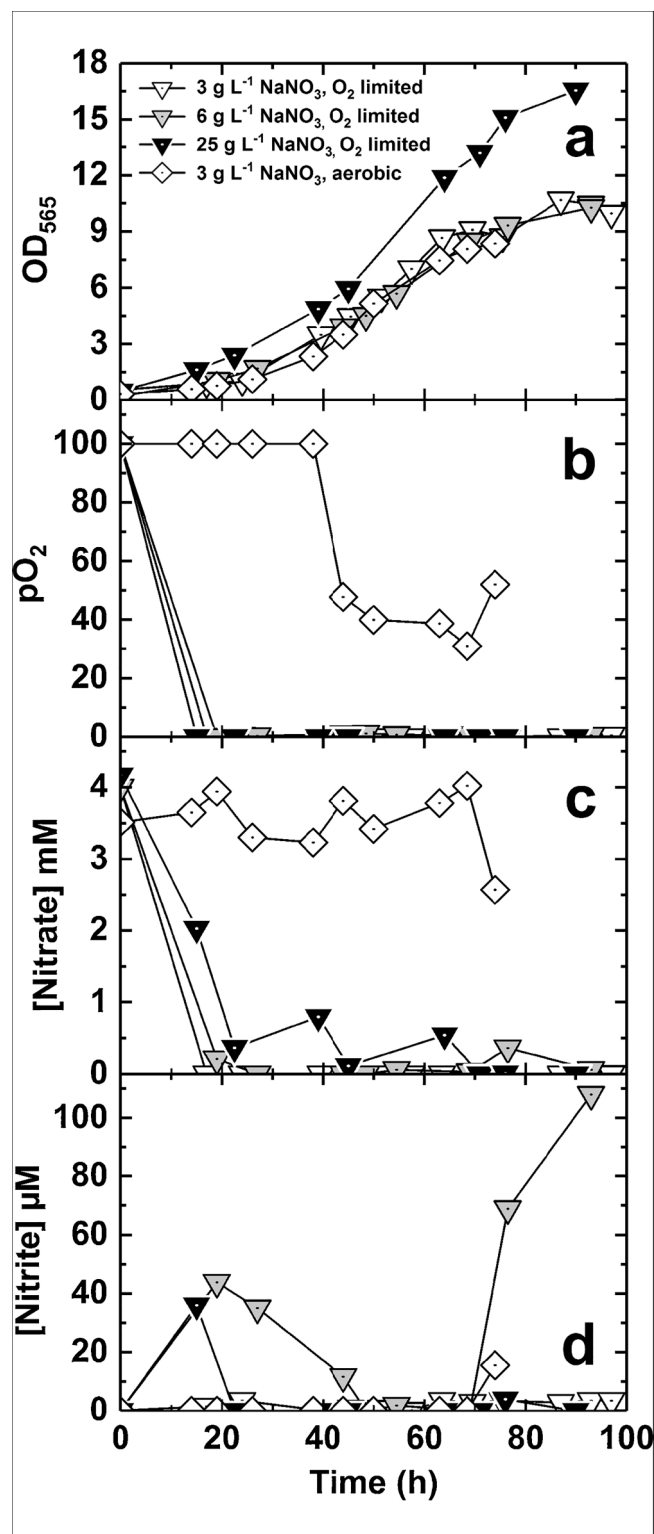 18
15
12
9
6
3
0
OD₅₆₅
3 g L⁻¹ NaNO₃, O₂ limited
6 g L⁻¹ NaNO₃, O₂ limited
25 g L⁻¹ NaNO₃, O₂ limited
3 g L⁻¹ NaNO₃, aerobic
a
100
80
60
40
20
0
pO₂
b
4
3
2
1
0
[Nitrate] mM
c
100
80
60
40
20
0
[Nitrite] µM
d
0 20 40 60 80 100
Time (h)